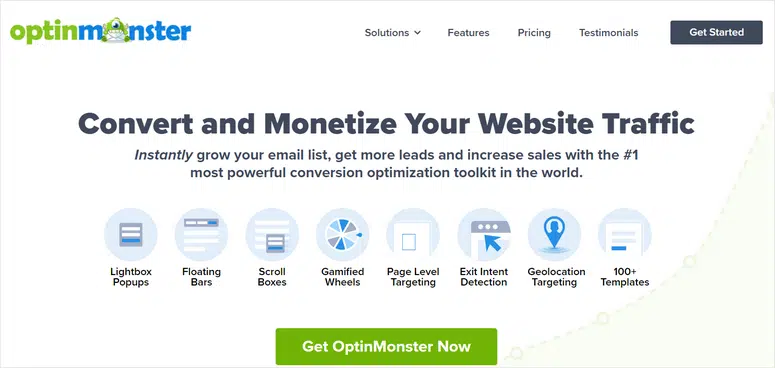 optinmonster
Solutions Features Pricing Testimonials Get Started
Convert and Monetize Your Website Traffic
Instantly grow your email list, get more leads and increase sales with the #1
most powerful conversion optimization toolkit in the world.
Lightbox Floating Scroll Gamified Page Level Exit Intent Geolocation 100+
Popups Bars Boxes Wheels Targeting Detection Targeting Templates
Get OptinMonster Now